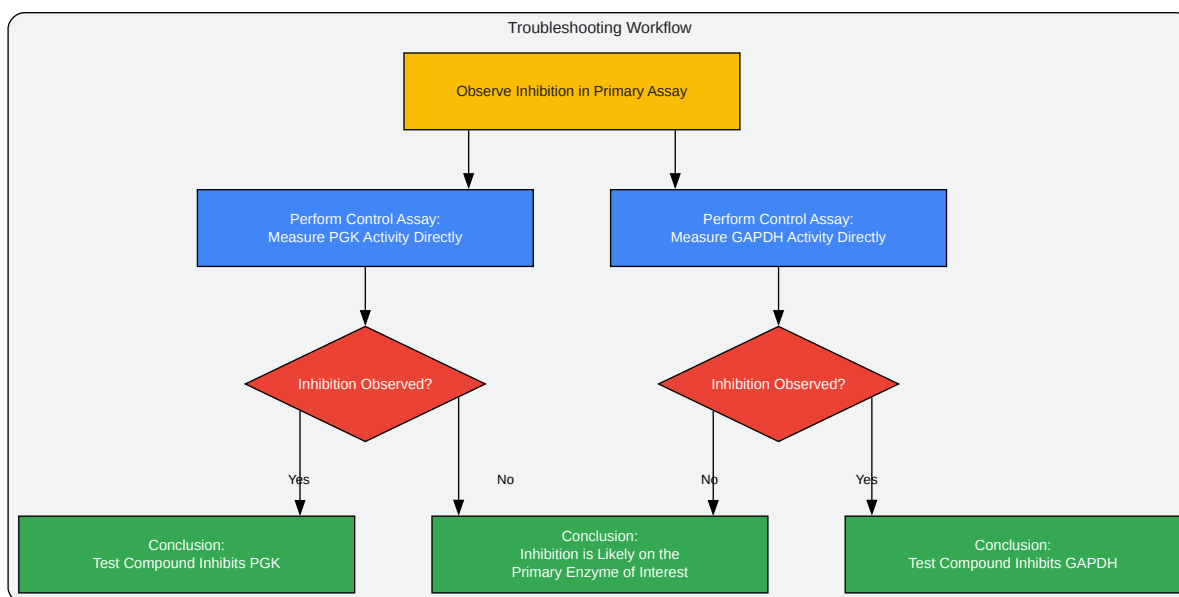 Troubleshooting Workflow
Observe Inhibition in Primary Assay
Perform Control Assay:
Measure PGK Activity Directly
Perform Control Assay:
Measure GAPDH Activity Directly
Inhibition Observed?
Inhibition Observed?
Yes
No
No
Yes
Conclusion:
Test Compound Inhibits PGK
Conclusion:
Inhibition is Likely on the
Primary Enzyme of Interest
Conclusion:
Test Compound Inhibits GAPDH